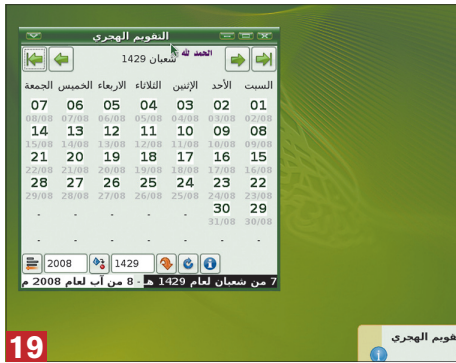 التقويم الهجري
الحمد لله
شعبان 1429
السبت الأحد الإثنين الثلاثاء الاربعاء الخميس الجمعة
01 02 03 04 05 06 07
02/08 03/08 04/08 05/08 06/08 07/08 08/08
08 09 10 11 12 13 14
09/08 10/08 11/08 12/08 13/08 14/08 15/08
15 16 17 18 19 20 21
16/08 17/08 18/08 19/08 20/08 21/08 22/08
22 23 24 25 26 27 28
23/08 24/08 25/08 26/08 27/08 28/08 29/08
29 30
30/08 31/08
2008 1429
7 من شعبان لعام 1429 هـ - 8 من آب لعام 2008 م
قويم الهجري
19